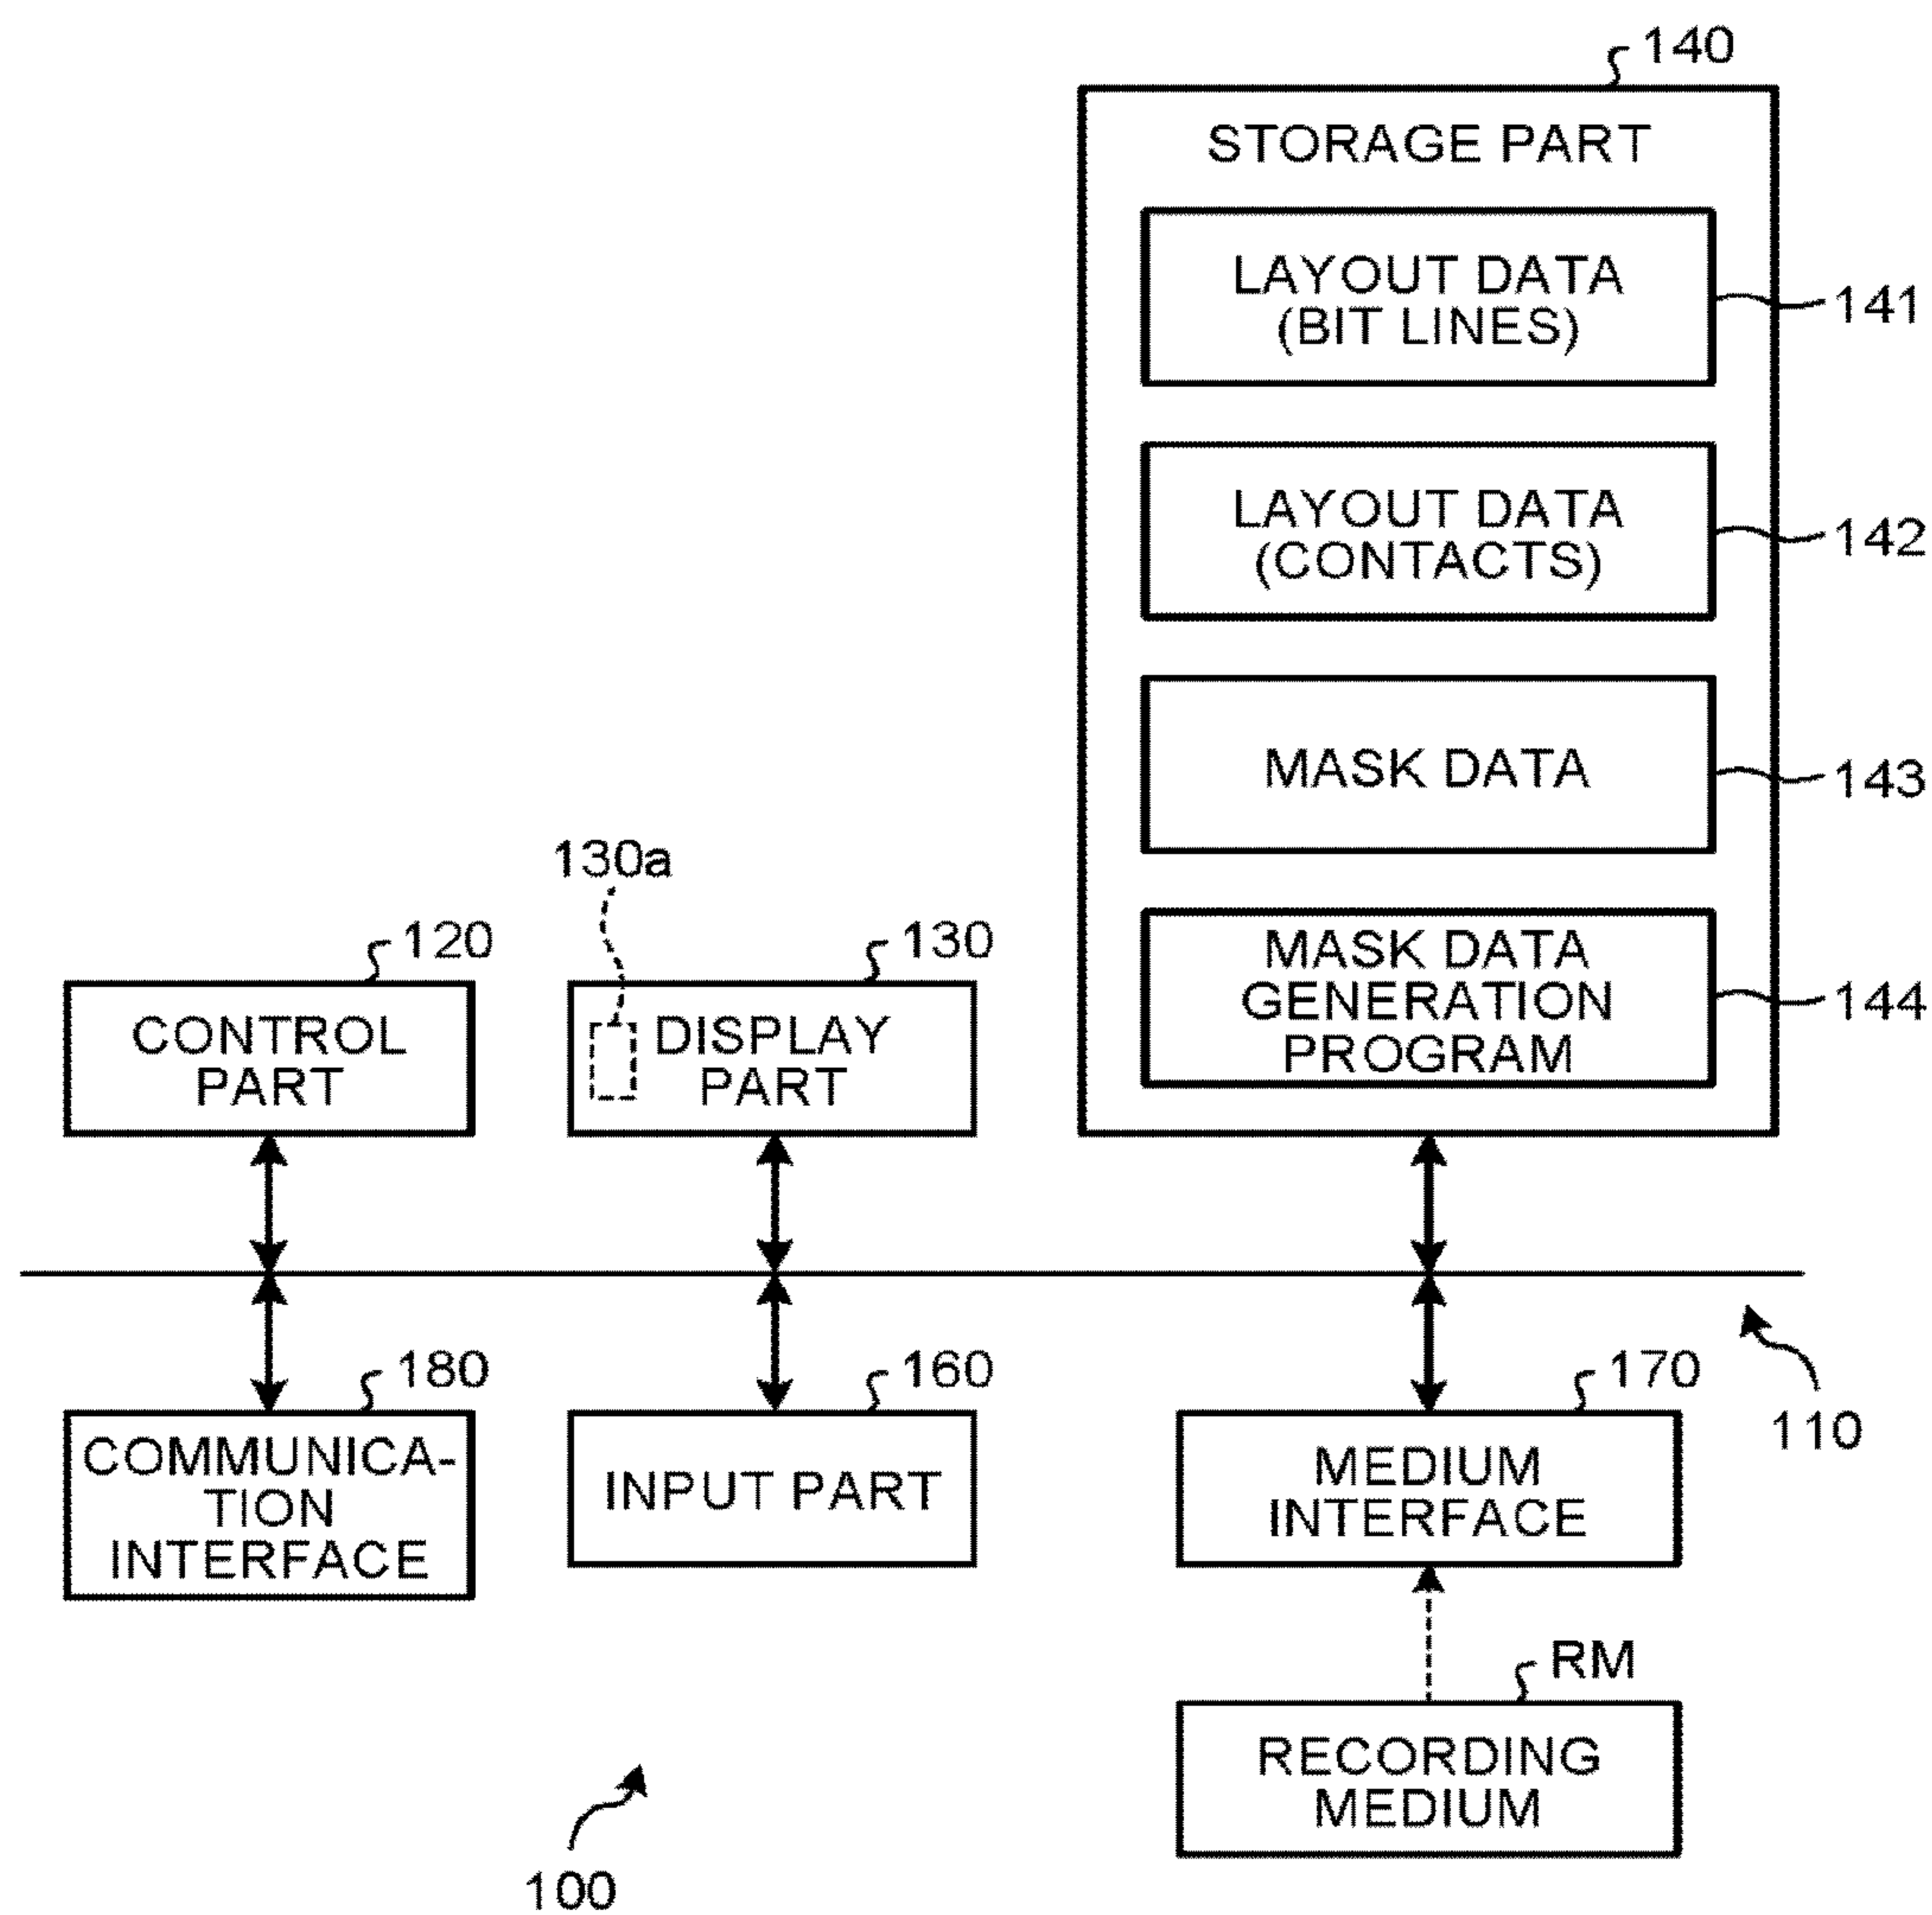 140
STORAGE PART
LAYOUT DATA
(BIT LINES)
141
LAYOUT DATA
(CONTACTS)
142
MASK DATA
143
MASK DATA
GENERATION
PROGRAM
144
130a
120
CONTROL
PART
130
DISPLAY
PART
110
180
COMMUNICA-
TION
INTERFACE
160
INPUT PART
170
MEDIUM
INTERFACE
RM
RECORDING
MEDIUM
100